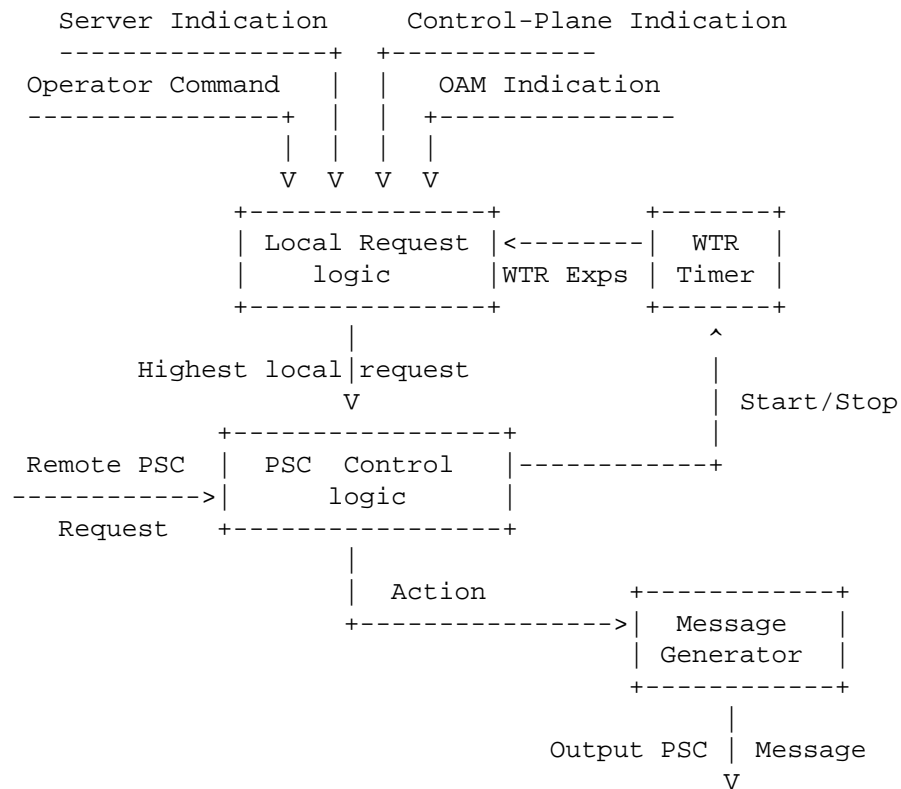 Server Indication Control-Plane Indication
Operator Command OAM Indication
V V V V
Local Request WTR
logic WTR Exps Timer
Highest local request
V Start/Stop
Remote PSC PSC Control
logic
Request
Action
Message
Generator
Output PSC Message
V